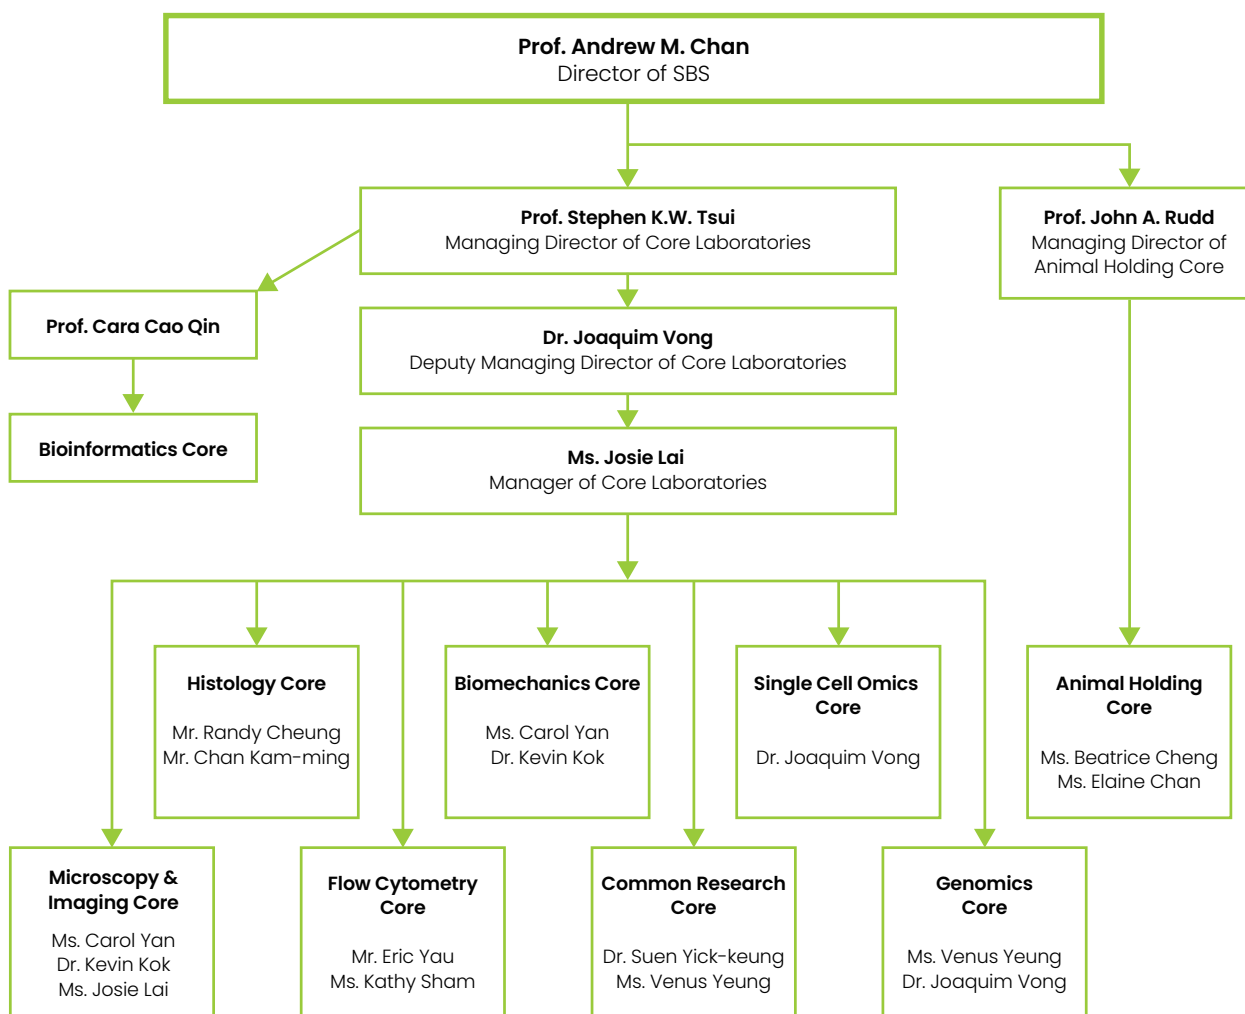 Prof. Andrew M. Chan
Director of SBS
Prof. Stephen K.W. Tsui
Managing Director of Core Laboratories
Prof. John A. Rudd
Managing Director of
Animal Holding Core
Prof. Cara Cao Qin
Dr. Joaquim Vong
Deputy Managing Director of Core Laboratories
Bioinformatics Core
Ms. Josie Lai
Manager of Core Laboratories
Histology Core
Mr. Randy Cheung
Mr. Chan Kam-ming
Biomechanics Core
Ms. Carol Yan
Dr. Kevin Kok
Single Cell Omics
Core
Dr. Joaquim Vong
Animal Holding
Core
Ms. Beatrice Cheng
Ms. Elaine Chan
Microscopy &
Imaging Core
Ms. Carol Yan
Dr. Kevin Kok
Ms. Josie Lai
Flow Cytometry
Core
Mr. Eric Yau
Ms. Kathy Sham
Common Research
Core
Dr. Suen Yick-keung
Ms. Venus Yeung
Genomics
Core
Ms. Venus Yeung
Dr. Joaquim Vong